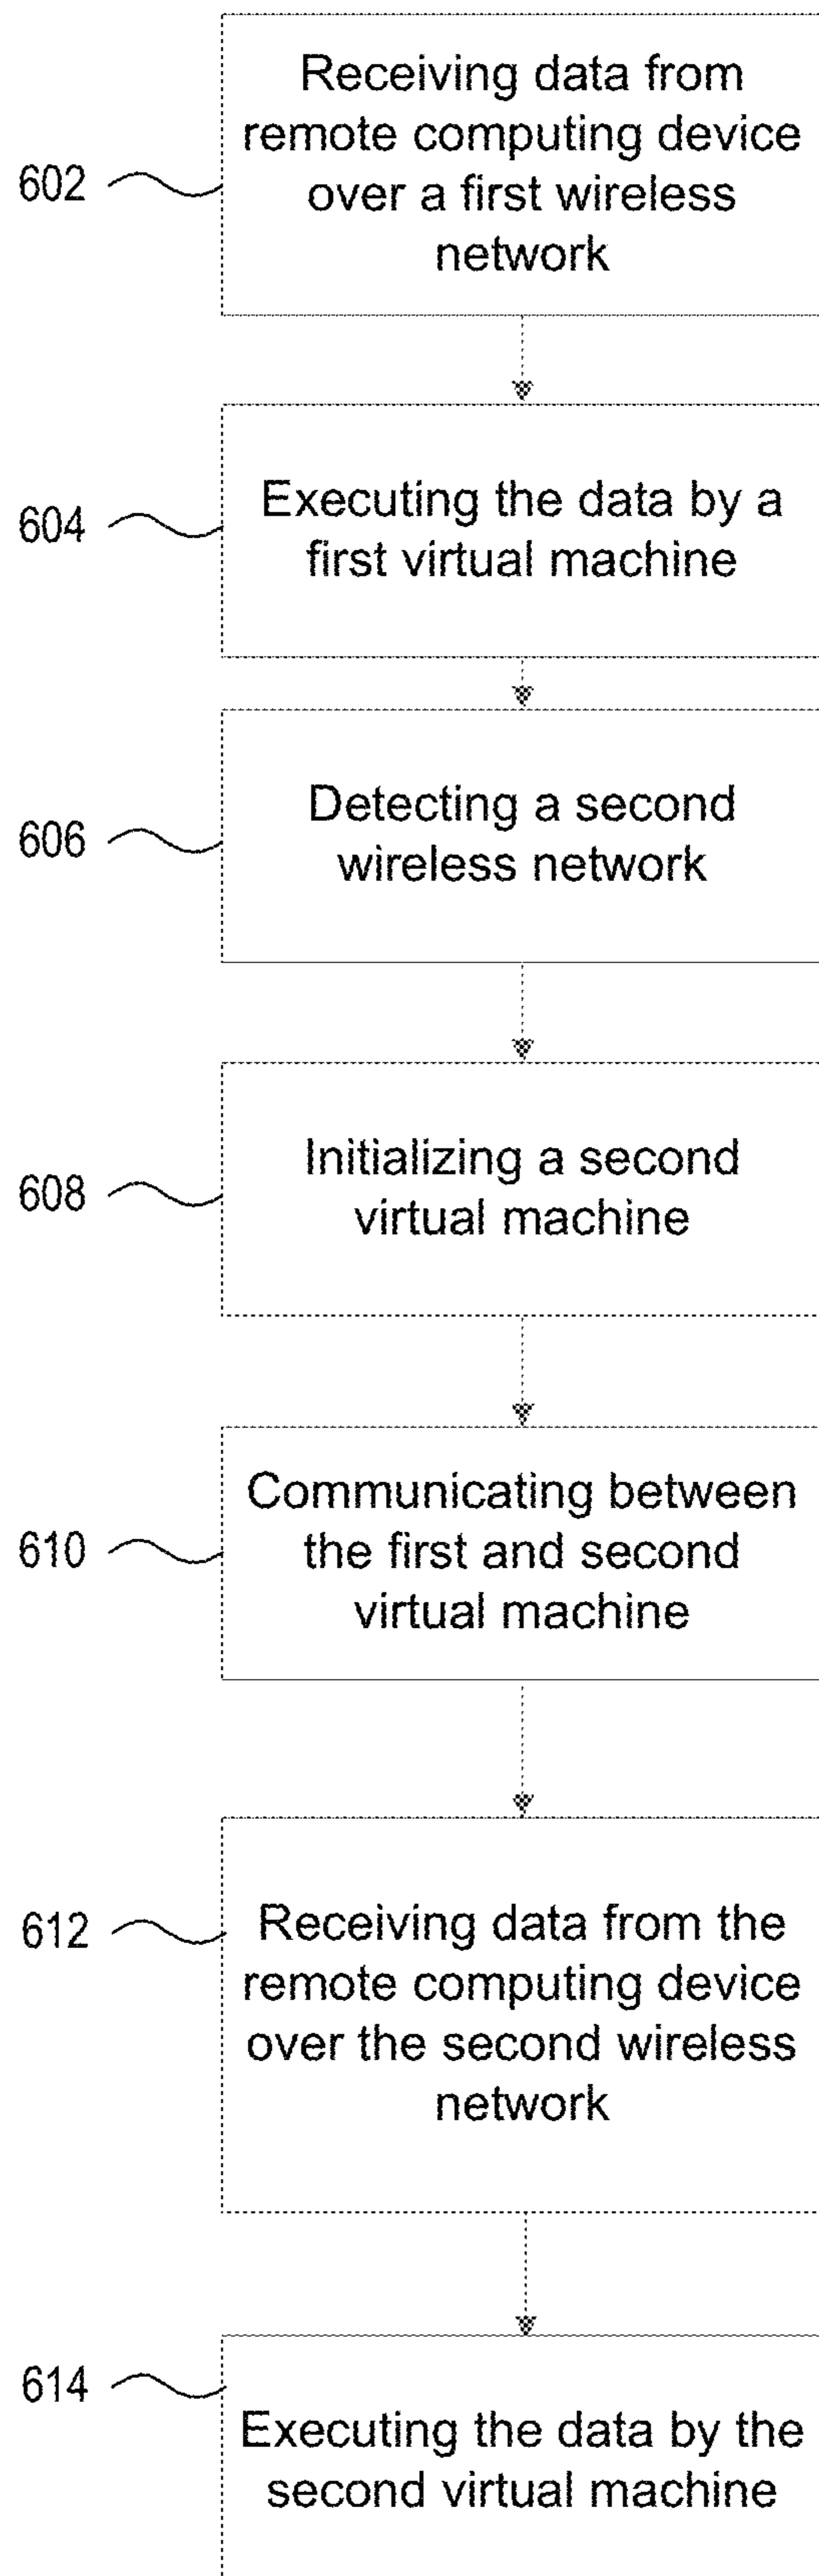 Receiving data from
remote computing device
over a first wireless
network
602
Executing the data by a
first virtual machine
604
Detecting a second
wireless network
606
Initializing a second
virtual machine
608
Communicating between
the first and second
virtual machine
610
Receiving data from the
remote computing device
over the second wireless
network
612
Executing the data by the
second virtual machine
614